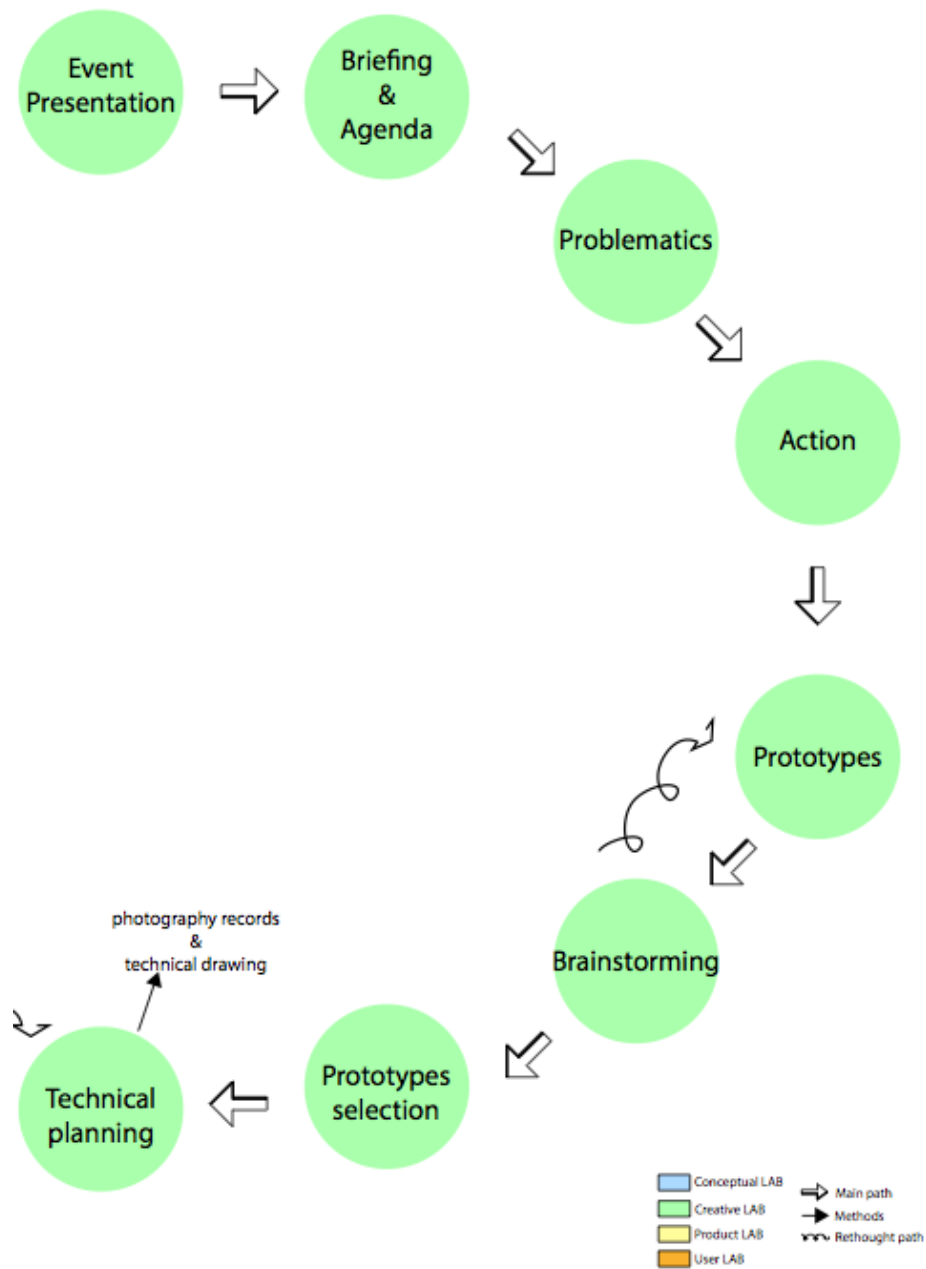 Event
Presentation
Briefing
&
Agenda
Problematics
Action
Prototypes
Brainstorming
photography records
&
technical drawing
Prototypes
selection
Technical
planning
Conceptual LAB
Creative LAB
Product LAB
User LAB
Main path
Methods
Rethought path